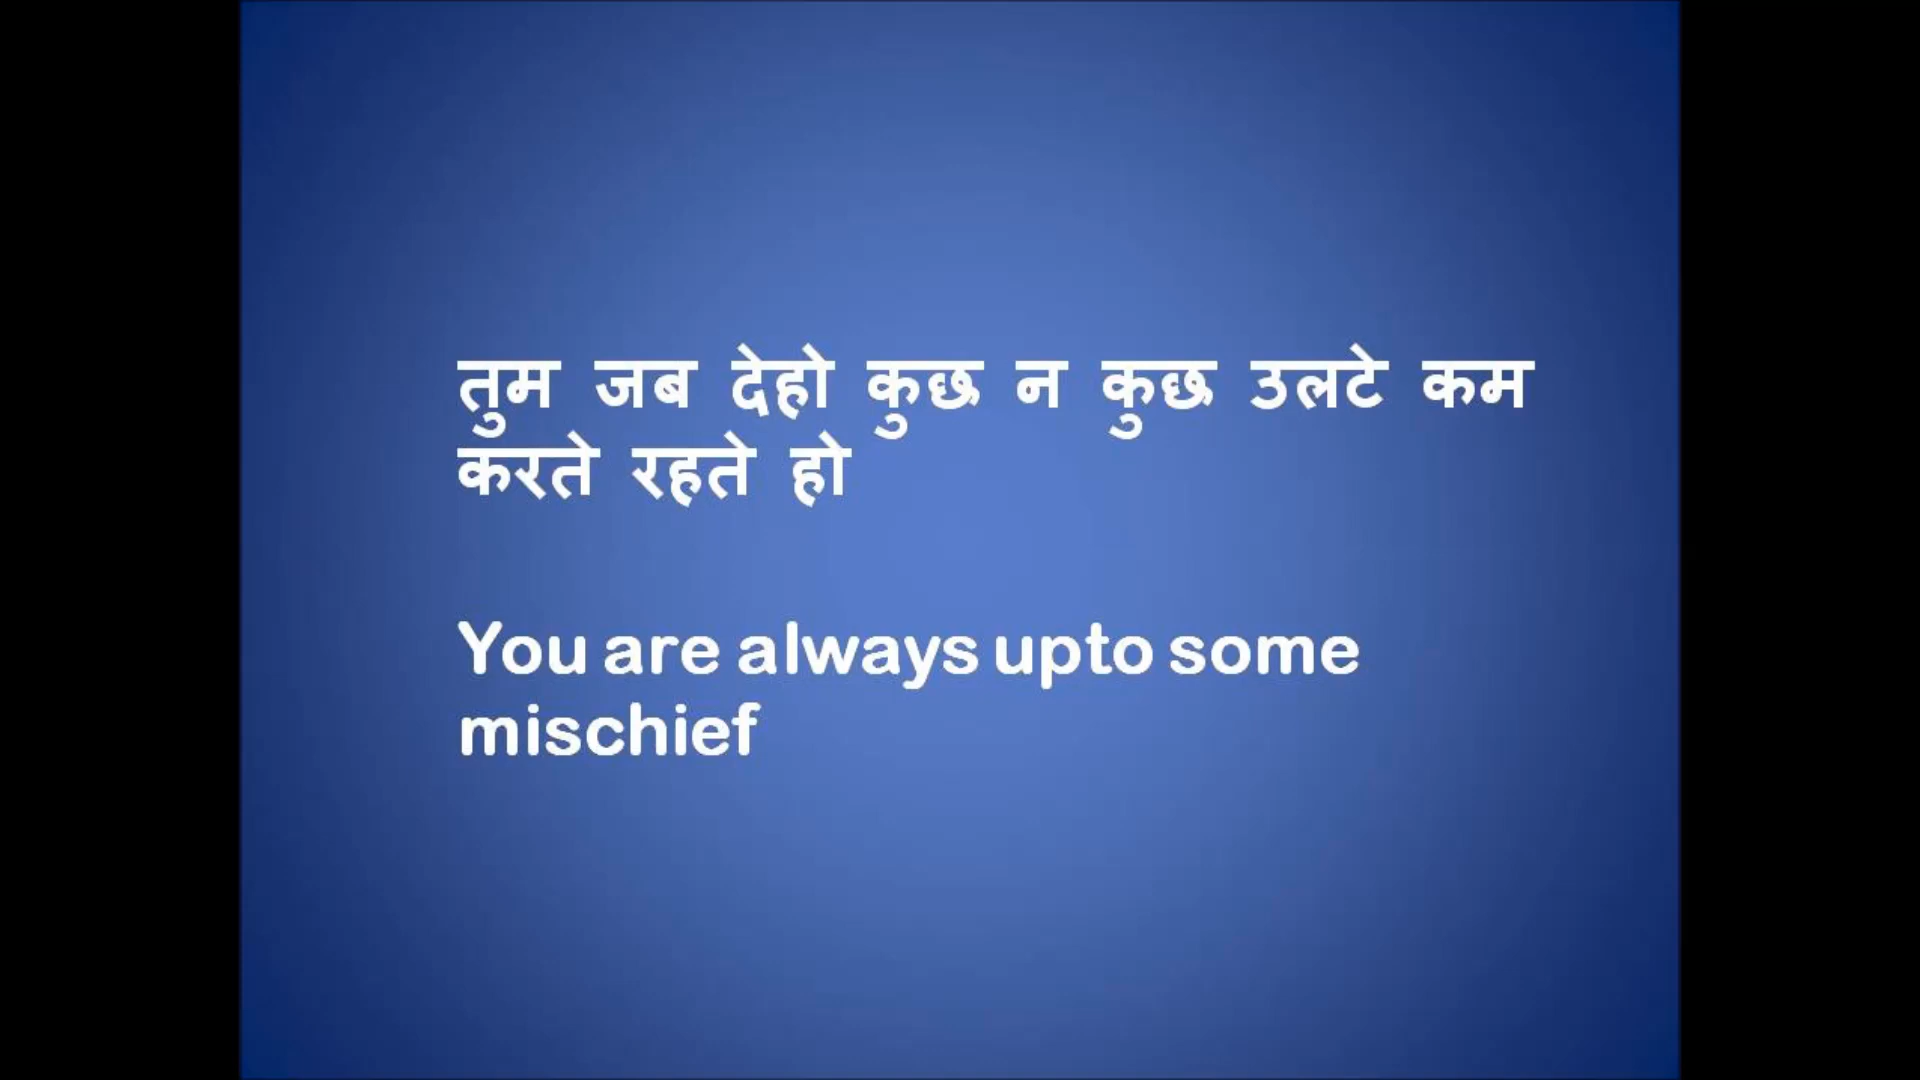 तुम जब देहो कुछ न कुछ उलटे कम
करते रहते हो
You are always upto some
mischief